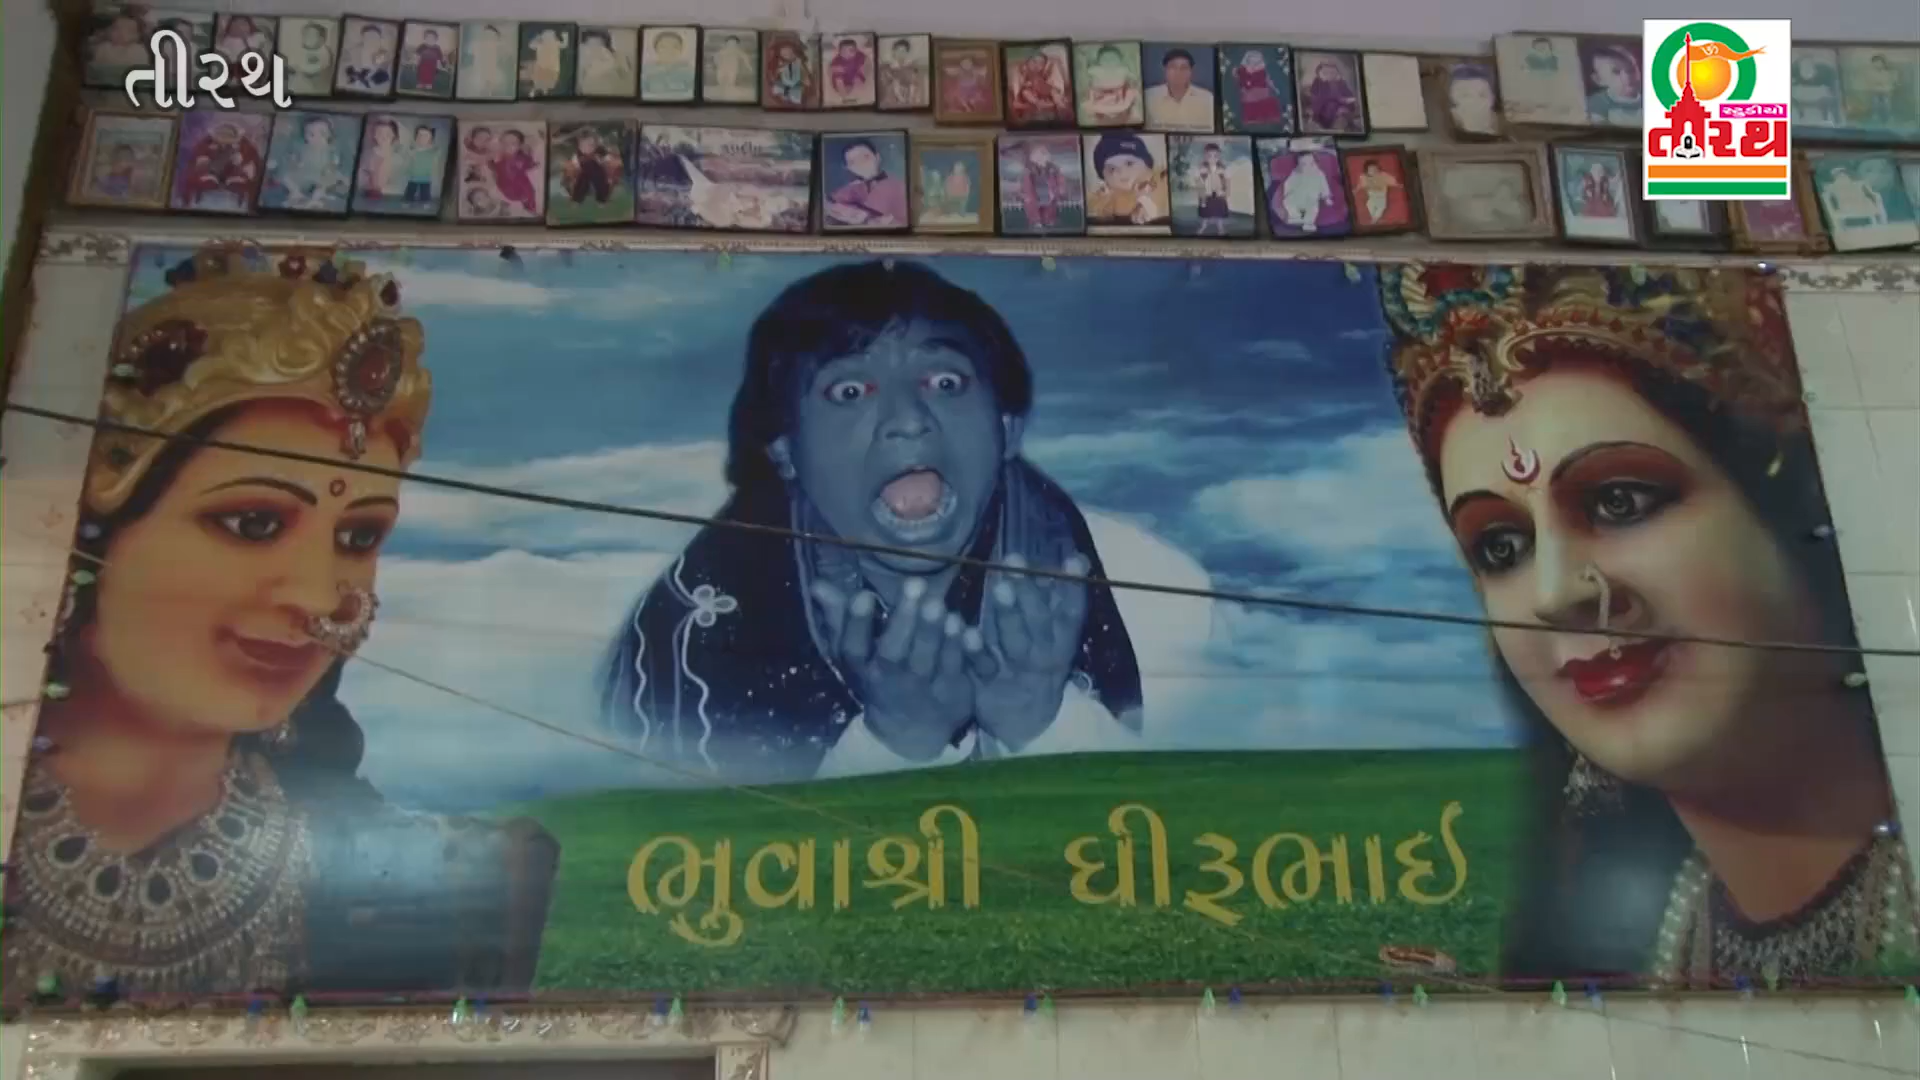 તીરથ
સ્ટુડીયો
તીરથ
ભુવાશ્રી ધીરૂભાઇ